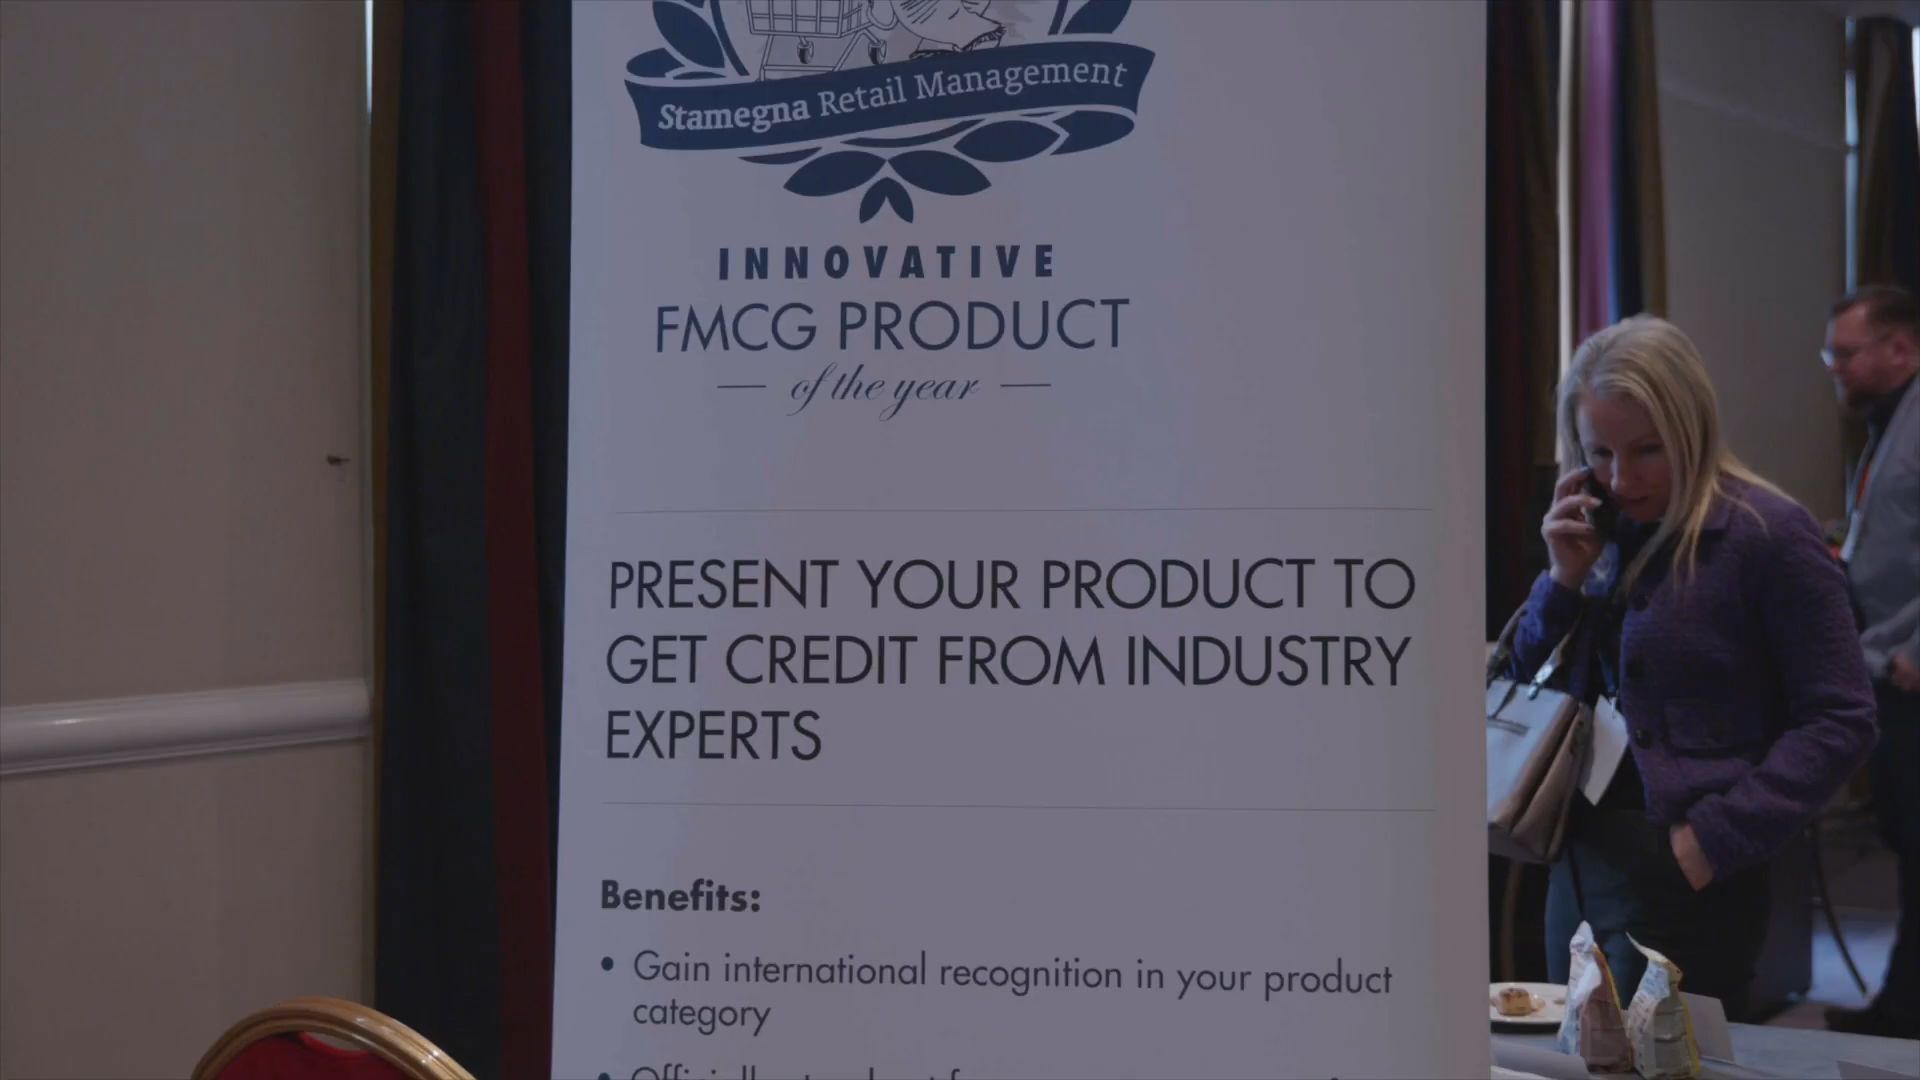 Stamegna Retail Management
INNOVATIVE
FMCG PRODUCT
of the year
PRESENT YOUR PRODUCT TO
GET CREDIT FROM INDUSTRY
EXPERTS
Benefits:
• Gain international recognition in your product
category